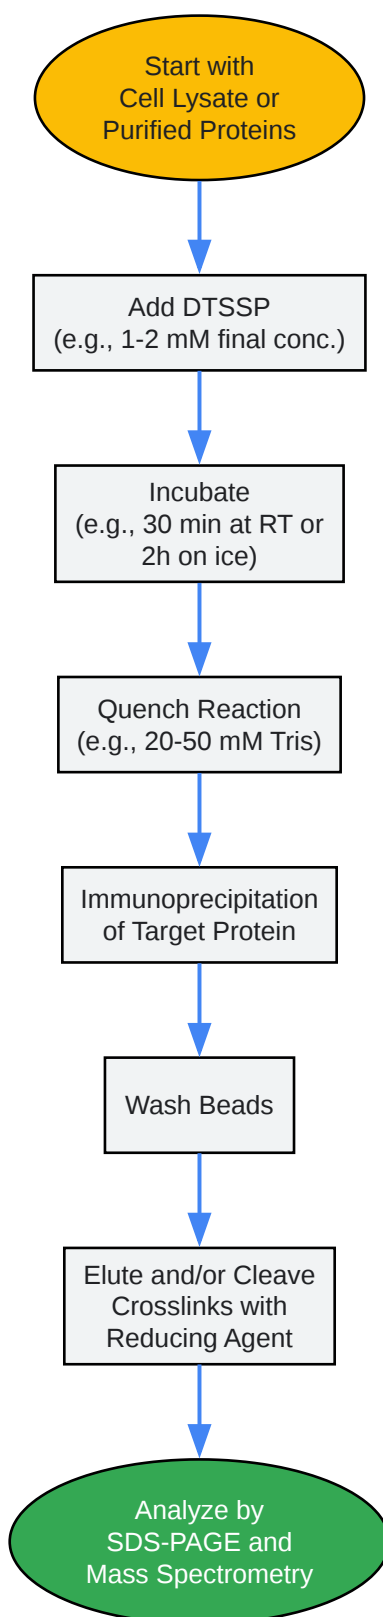 Start with
Cell Lysate or
Purified Proteins
Add DTSSP
(e.g., 1-2 mM final conc.)
Incubate
(e.g., 30 min at RT or
2h on ice)
Quench Reaction
(e.g., 20-50 mM Tris)
Immunoprecipitation
of Target Protein
Wash Beads
Elute and/or Cleave
Crosslinks with
Reducing Agent
Analyze by
SDS-PAGE and
Mass Spectrometry